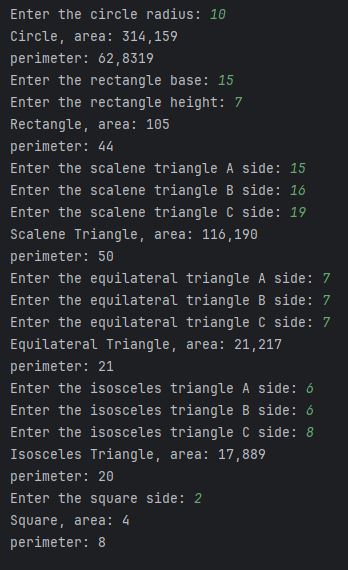 Enter the circle radius: 10
Circle, area: 314,159
perimeter: 62,8319
Enter the rectangle base: 15
Enter the rectangle height: 7
Rectangle, area: 105
perimeter: 44
Enter the scalene triangle A side: 15
Enter the scalene triangle B side: 16
Enter the scalene triangle C side: 19
Scalene Triangle, area: 116,190
perimeter: 50
Enter the equilateral triangle A side: 7
Enter the equilateral triangle B side: 7
Enter the equilateral triangle C side: 7
Equilateral Triangle, area: 21,217
perimeter: 21
Enter the isosceles triangle A side: 6
Enter the isosceles triangle B side: 6
Enter the isosceles triangle C side: 8
Isosceles Triangle, area: 17,889
perimeter: 20
Enter the square side: 2
Square, area: 4
perimeter: 8